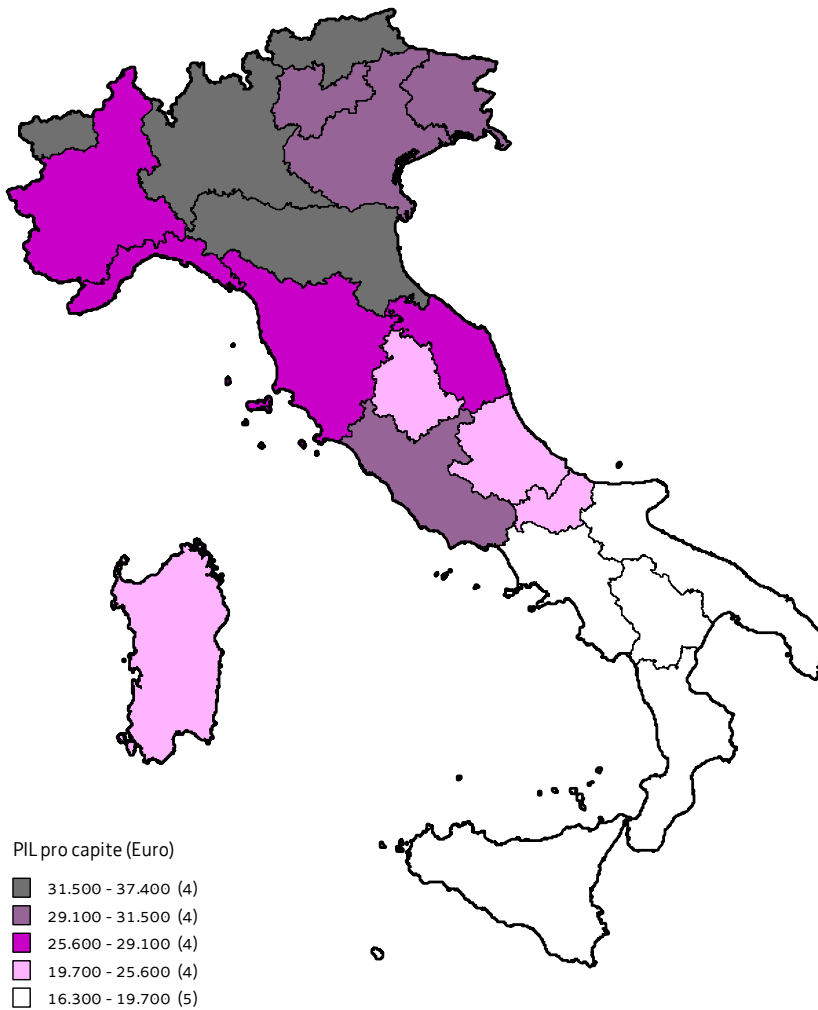 PIL pro capite (Euro)
31.500 - 37.400 (4)
29.100 - 31.500 (4)
25.600 - 29.100 (4)
19.700 - 25.600 (4)
16.300 - 19.700 (5)